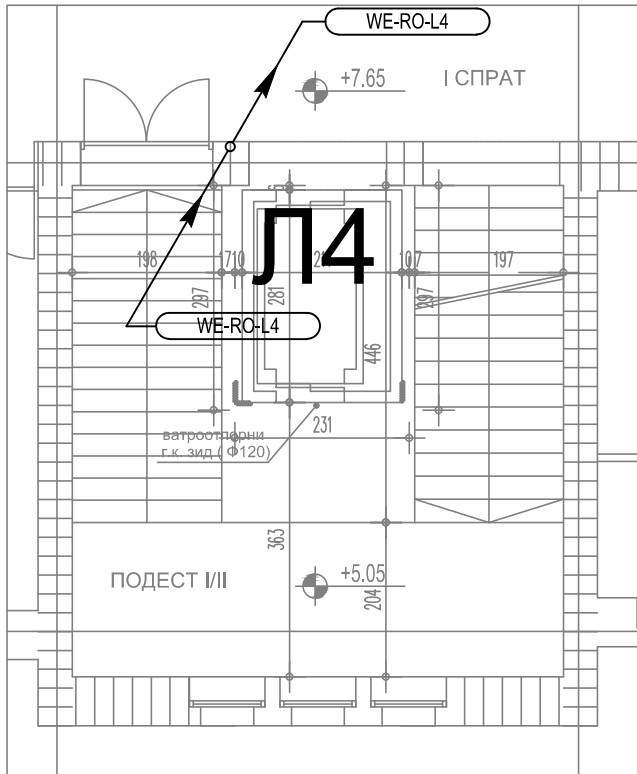 WE-RO-L4
+7.65
I СПРАТ
Л4
198
1710
107
197
297
281
297
WE-RO-L4
446
231
ватроотпорни
г.к. зид ( Ф120)
363
ПОДЕСТ I/II
+5.05
204